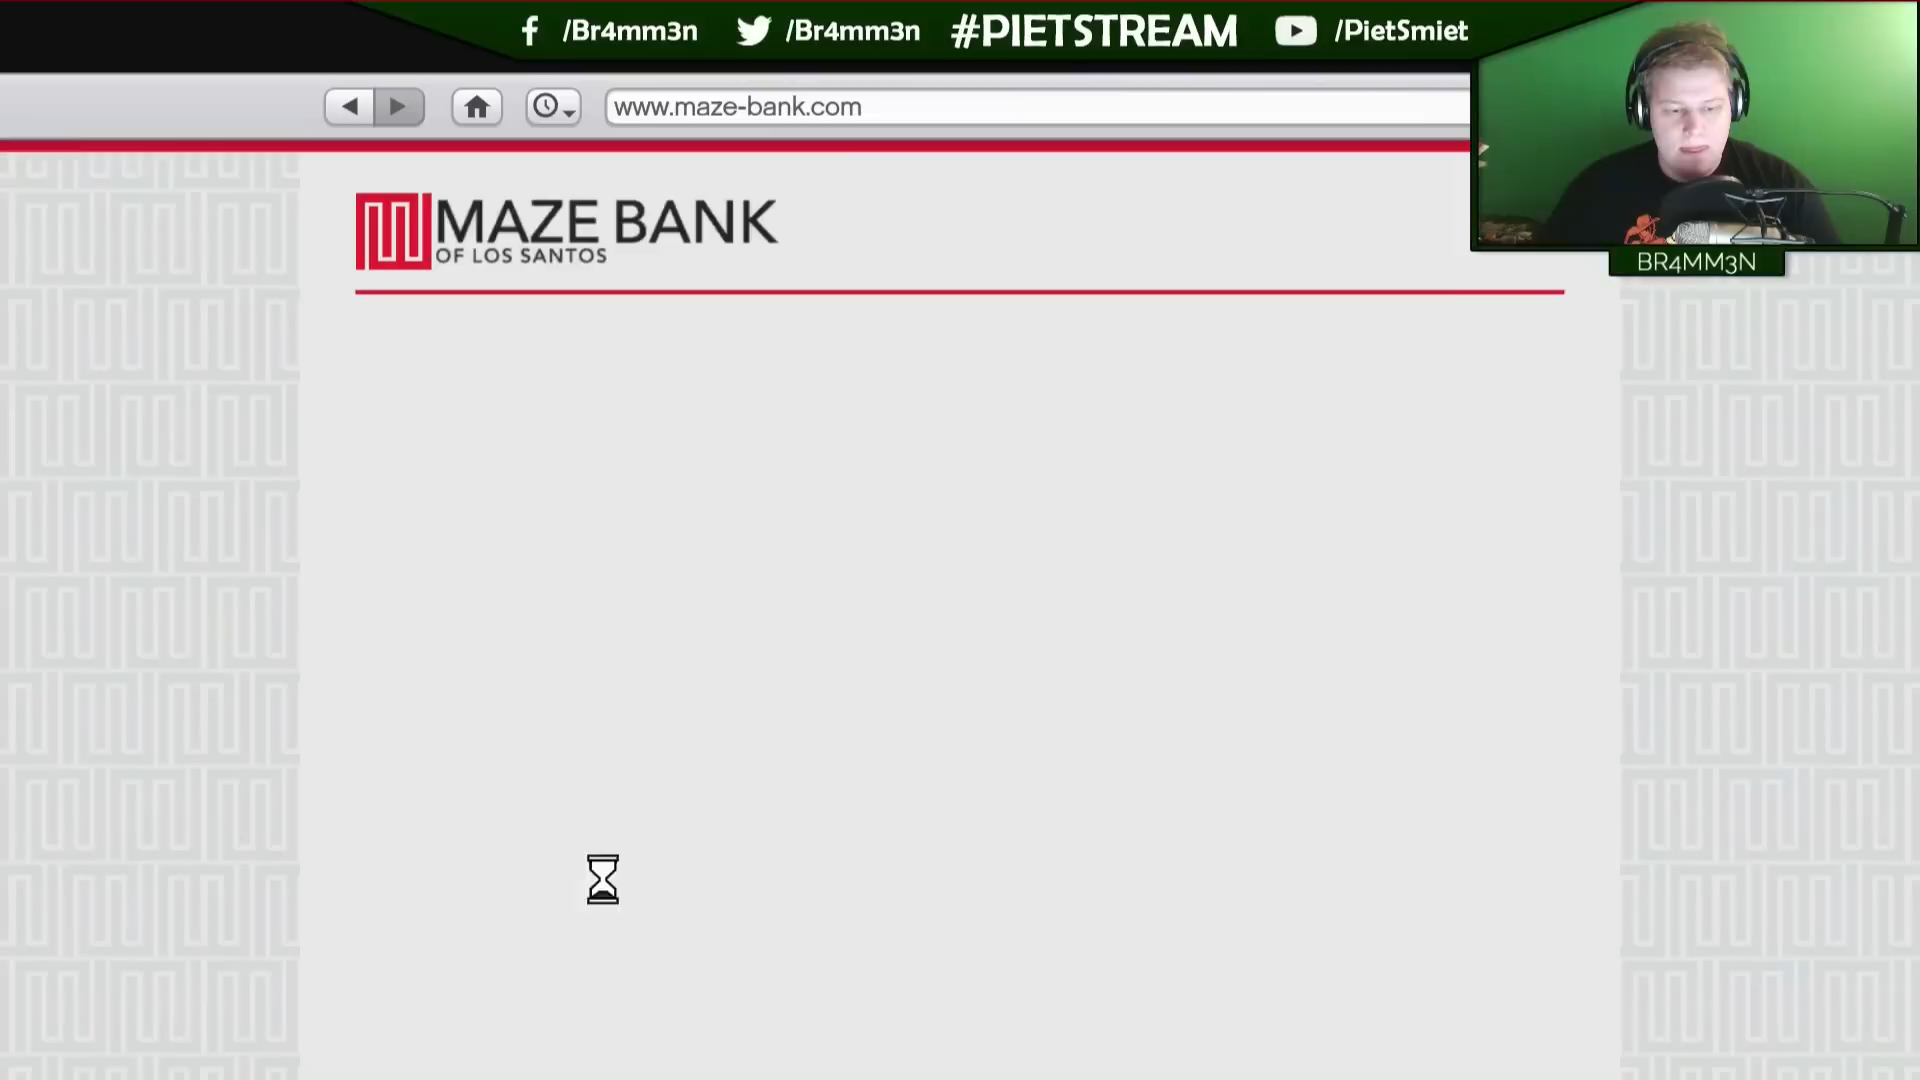 /Br4mm3n /Br4mm3n #PIETSTREAM /PietSmiet
www.maze-bank.com
MAZE BANK
OF LOS SANTOS
BR4MM3N